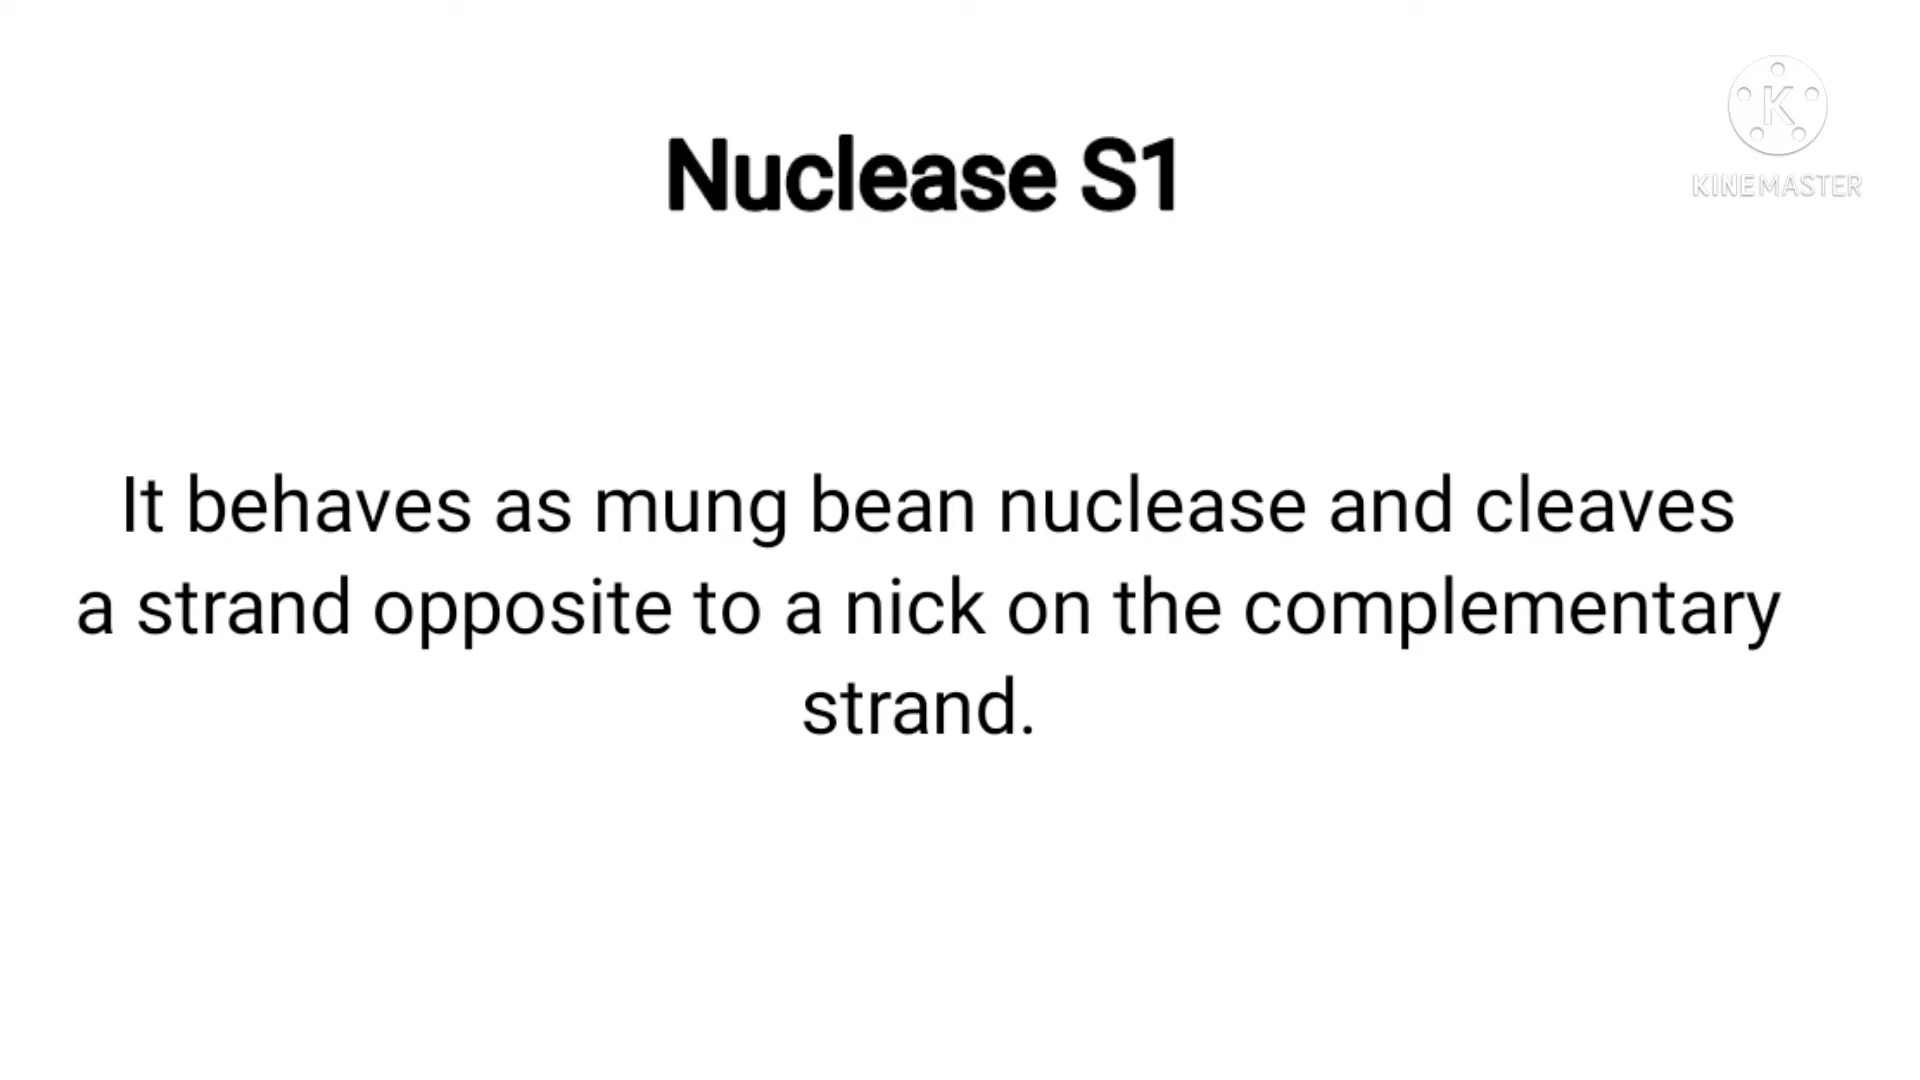 K
KINEMASTER
Nuclease S1
It behaves as mung bean nuclease and cleaves
a strand opposite to a nick on the complementary
strand.